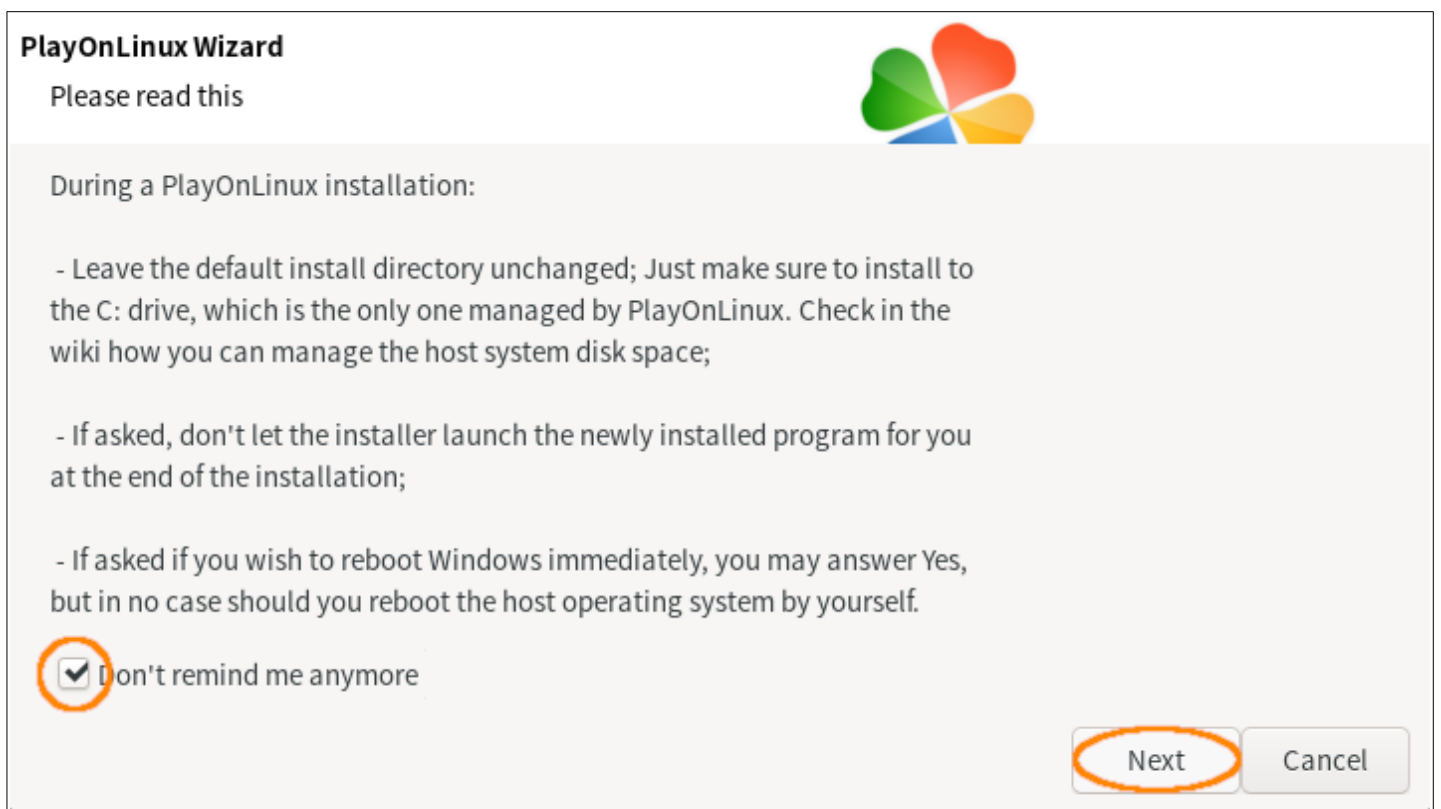 PlayOnLinux Wizard
Please read this
During a PlayOnLinux installation:
- Leave the default install directory unchanged; Just make sure to install to
the C: drive, which is the only one managed by PlayOnLinux. Check in the
wiki how you can manage the host system disk space;
- If asked, don't let the installer launch the newly installed program for you
at the end of the installation;
- If asked if you wish to reboot Windows immediately, you may answer Yes,
but in no case should you reboot the host operating system by yourself.
Don't remind me anymore
Next
Cancel